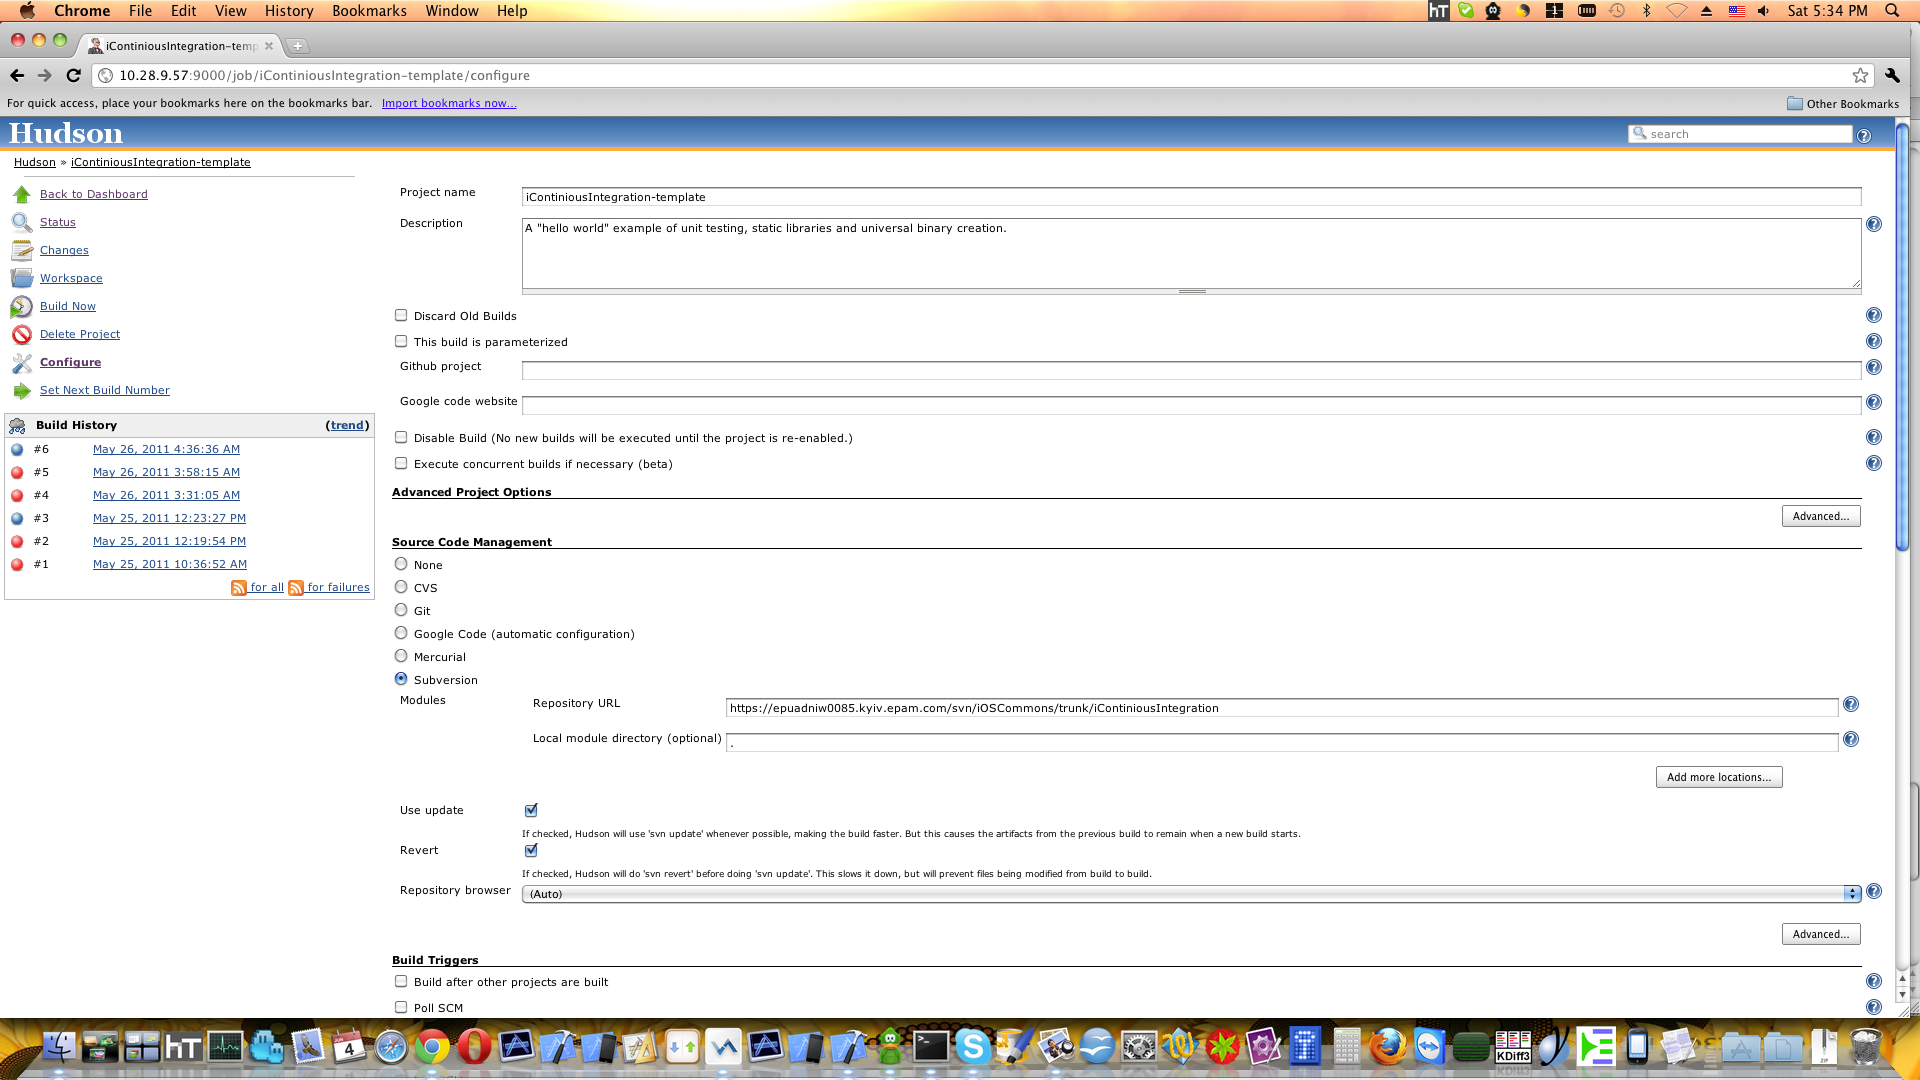 Chrome File Edit View History Bookmarks Window Help
hT 1 Sat 5:34 PM
iContiniousIntegration-temp
10.28.9.57:9000/job/iContiniousIntegration-template/configure
For quick access, place your bookmarks here on the bookmarks bar. Import bookmarks now...
Other Bookmarks
Hudson
search
Hudson » iContiniousIntegration-template
Back to Dashboard
Status
Changes
Workspace
Build Now
Delete Project
Configure
Set Next Build Number
Build History (trend)
#6 May 26, 2011 4:36:36 AM
#5 May 26, 2011 3:58:15 AM
#4 May 26, 2011 3:31:05 AM
#3 May 25, 2011 12:23:27 PM
#2 May 25, 2011 12:19:54 PM
#1 May 25, 2011 10:36:52 AM
for all for failures
Project name iContiniousIntegration-template
Description A "hello world" example of unit testing, static libraries and universal binary creation.
Discard Old Builds
This build is parameterized
Github project
Google code website
Disable Build (No new builds will be executed until the project is re-enabled.)
Execute concurrent builds if necessary (beta)
Advanced Project Options
Advanced...
Source Code Management
None
CVS
Git
Google Code (automatic configuration)
Mercurial
Subversion
Modules Repository URL https://epuadniw0085.kyiv.epam.com/svn/iOSCommons/trunk/iContiniousIntegration
Local module directory (optional) .
Add more locations...
Use update
If checked, Hudson will use 'svn update' whenever possible, making the build faster. But this causes the artifacts from the previous build to remain when a new build starts.
Revert
If checked, Hudson will do 'svn revert' before doing 'svn update'. This slows it down, but will prevent files being modified from build to build.
Repository browser (Auto)
Advanced...
Build Triggers
Build after other projects are built
Poll SCM
hT 4 KDiff3 ZIP